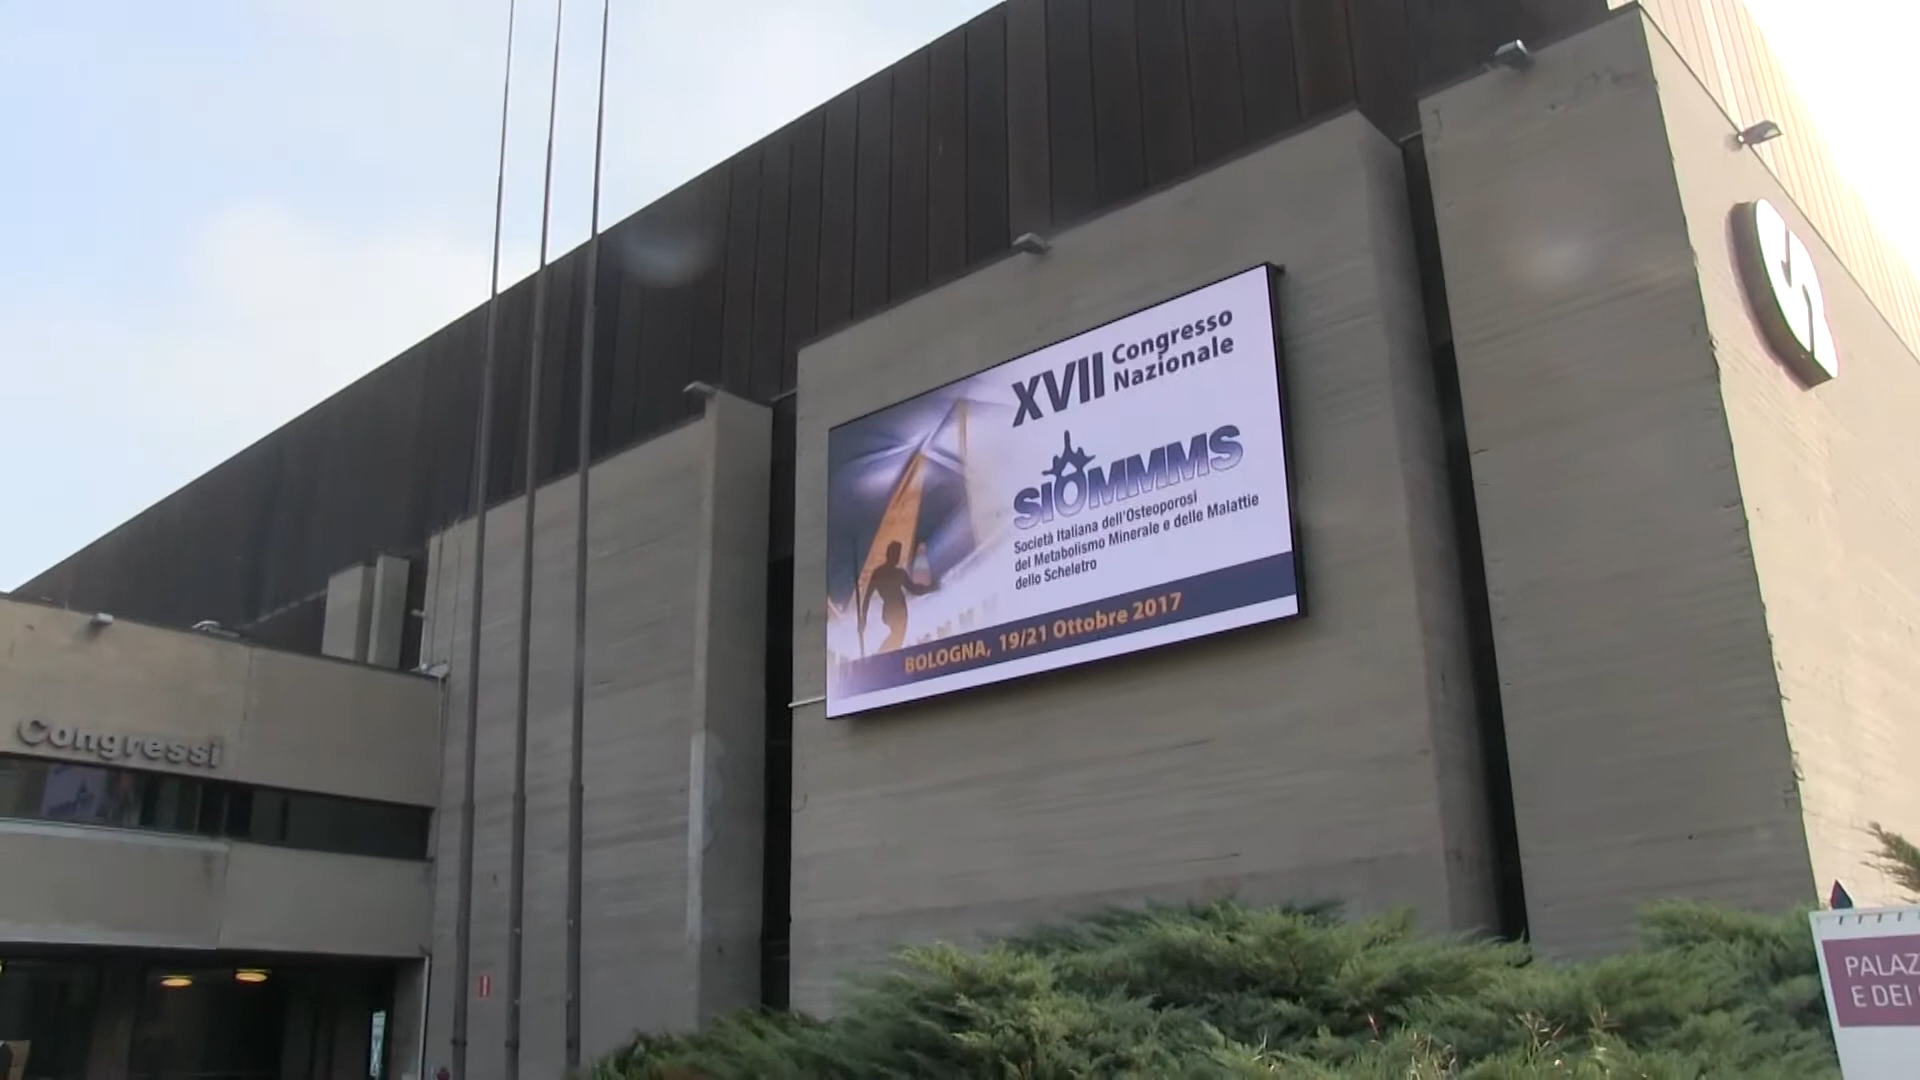 XVII Congresso
Nazionale
SIOMMMS
Società Italiana dell'Osteoporosi
del Metabolismo Minerale e delle Malattie
dello Scheletro
BOLOGNA, 19/21 Ottobre 2017
Congressi
E DEI